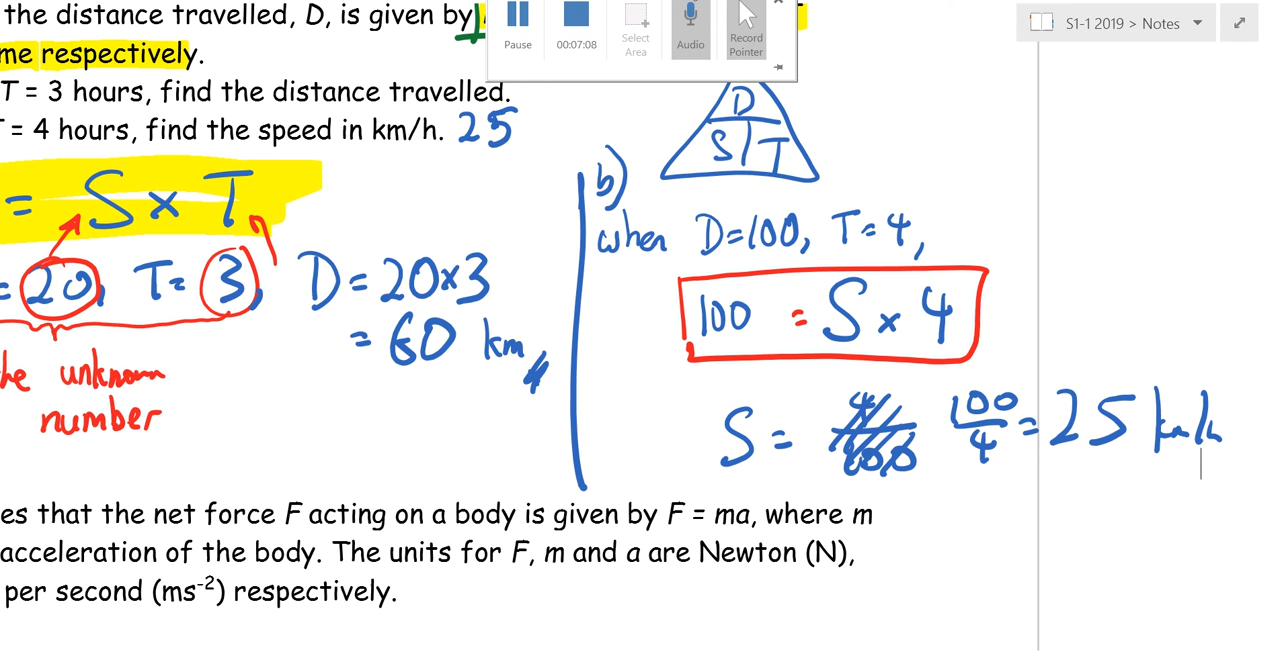 the distance travelled, D, is given by
Pause 00:07:08 Select Area Audio Record Pointer
S1-1 2019 > Notes
me respectively.
T = 3 hours, find the distance travelled.
= 4 hours, find the speed in km/h. 25
D
S T
= S × T
= 20, T = 3, D = 20×3
= 60 km
he unknown
number
b)
when D=100, T=4,
100 = S × 4
S = 100/4 = 25 km/h
es that the net force F acting on a body is given by F = ma, where m
acceleration of the body. The units for F, m and a are Newton (N),
per second (ms⁻²) respectively.